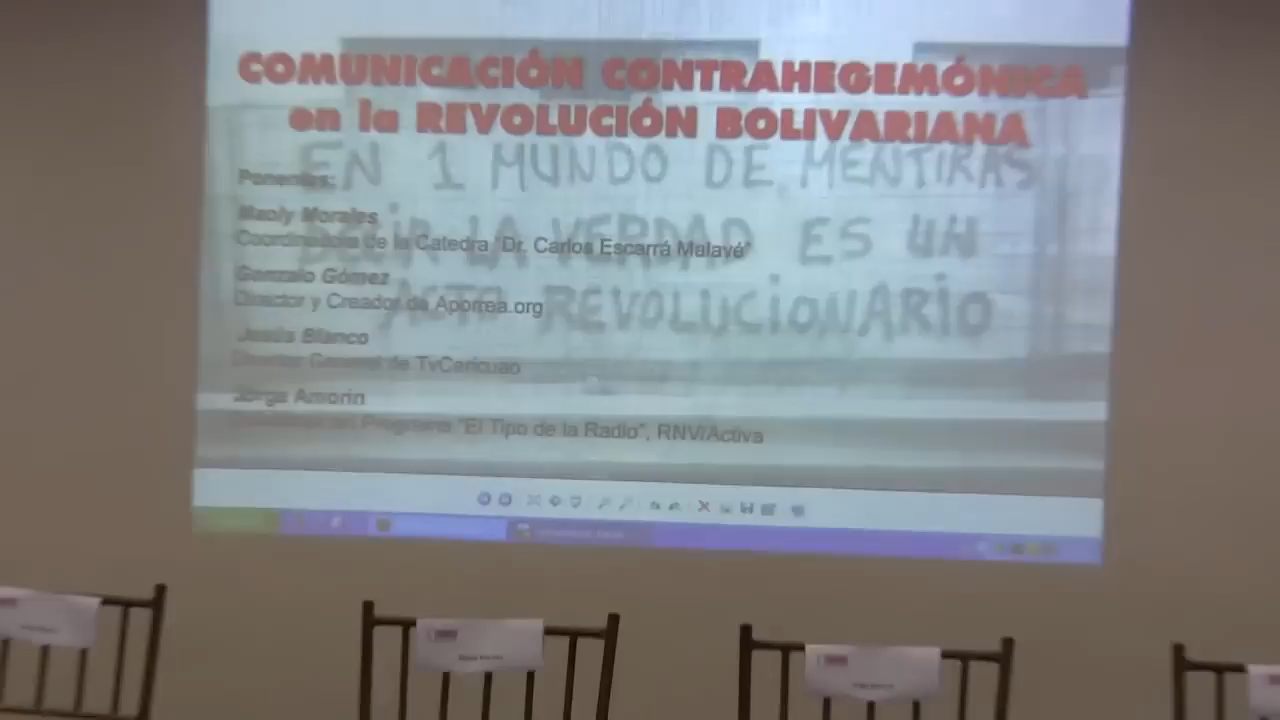 COMUNICACIÓN CONTRAHEGEMÓNICA
en la REVOLUCIÓN BOLIVARIANA
EN 1 MUNDO DE MENTIRAS
Ponentes:
Maoly Morales
DECIR LA VERDAD ES UN
Coordinadora de la Catedra "Dr. Carlos Escarrá Malavé"
Gonzalo Gómez
Director y Creador de Aporrea.org
ACTO REVOLUCIONARIO
Jesús Blanco
Director General de TvCaricuao
Jorge Amorin
Programa "El Tipo de la Radio", RNV/Activa